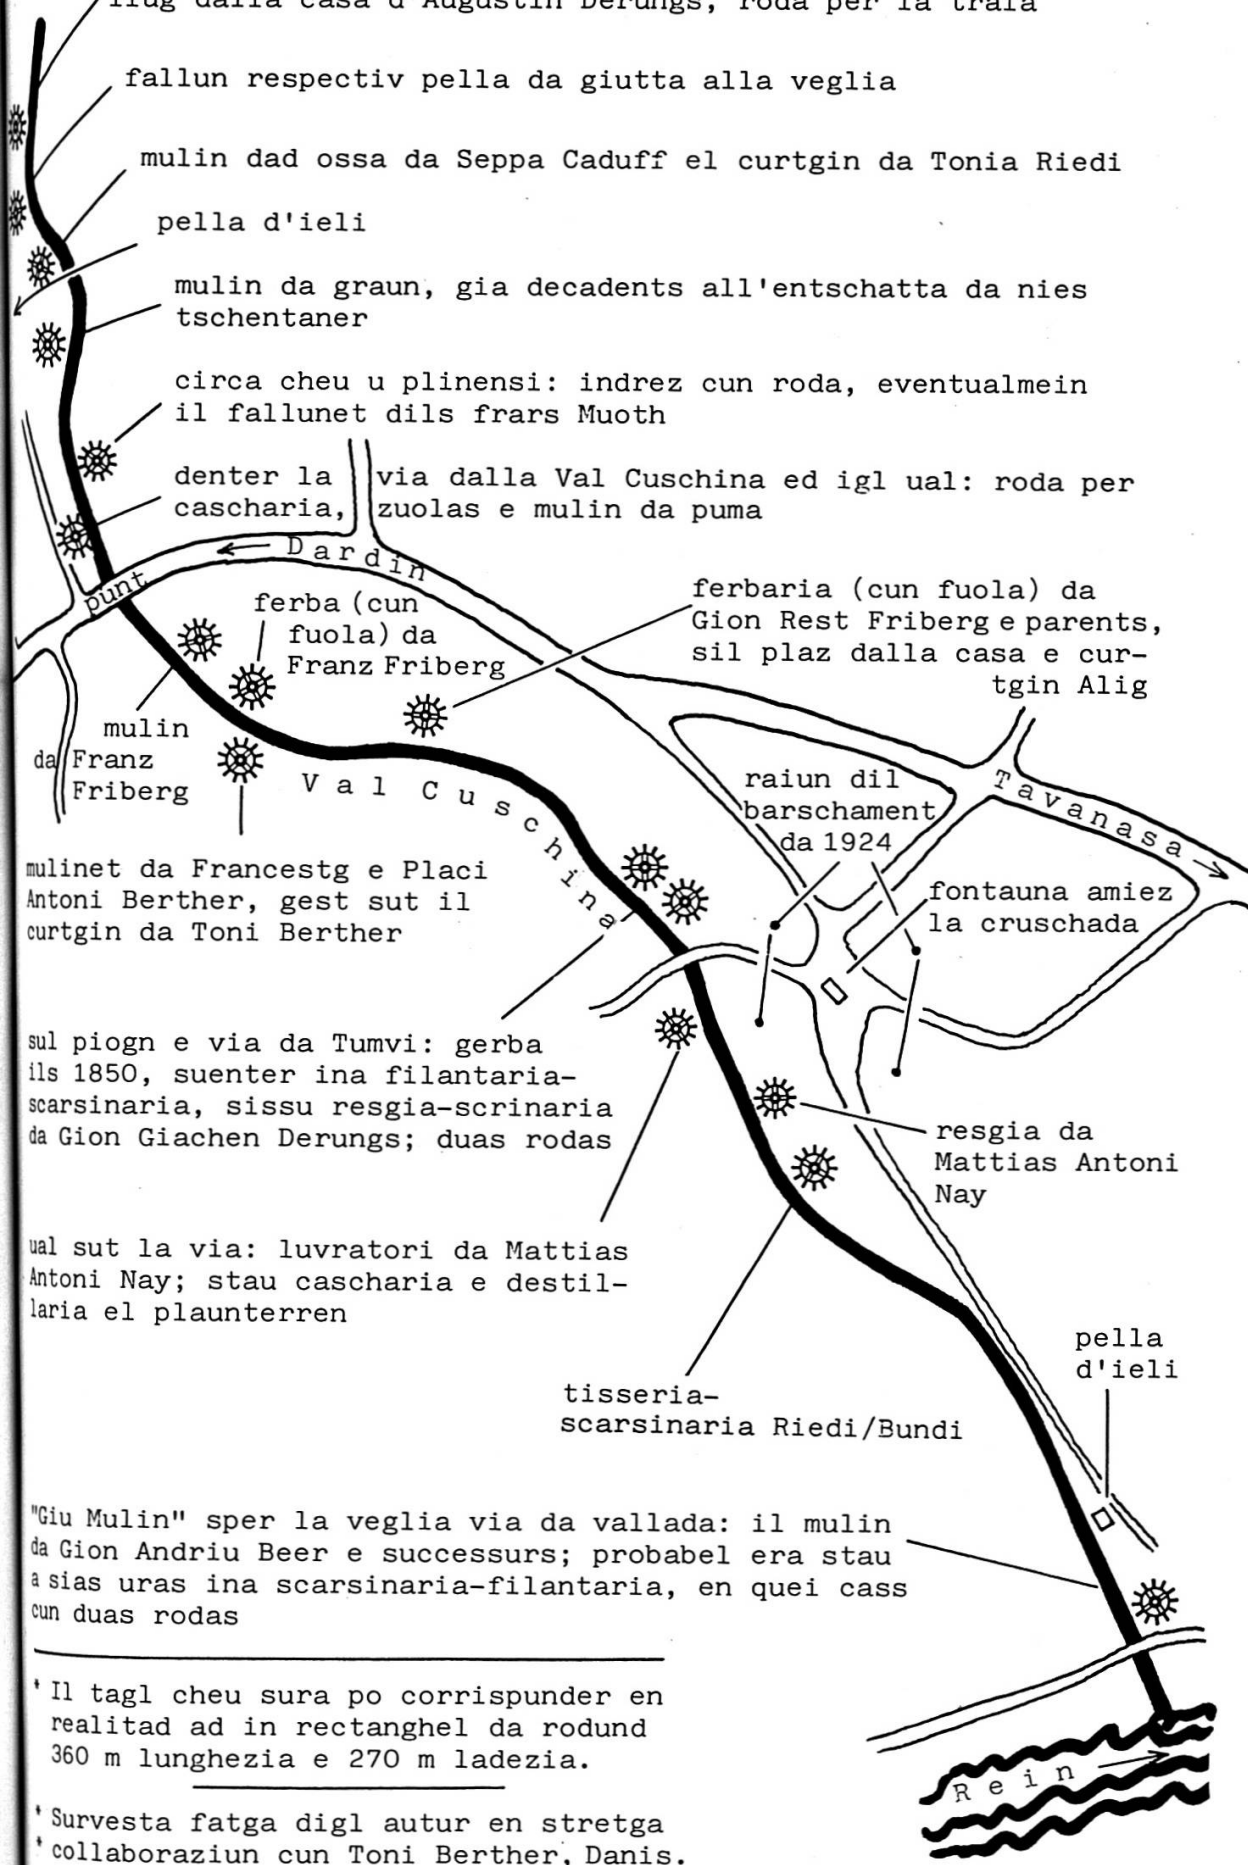 dalla casa d'Augustin Derungs, roda per la
fallun respectiv pella da giutta alla veglia
mulin dad ossa da Seppa Caduff el curtgin da Tonia Riedi
pella d'ieli
mulin da graun, gia decadents all'entschatta da nies
tschentaner
circa cheu u plinensi: indrez cun roda, eventualmein
il fallunet dils frars Muoth
denter la via dalla Val Cuschina ed igl ual: roda per
cascharia, zuolas e mulin da puma
Dardin
punt
ferba (cun
fuola) da
Franz Friberg
ferbaria (cun fuola) da
Gion Rest Friberg e parents,
sil plaz dalla casa e cur-
tgin Alig
mulin
da Franz
Friberg
Val Cuschina
raiun dil
barschament
da 1924
Tavanasa
fontauna amiez
la cruschada
mulinet da Francestg e Placi
Antoni Berther, gest sut il
curtgin da Toni Berther
sul piogn e via da Tumvi: gerba
ils 1850, suenter ina filantaria-
scarsinaria, sissu resgia-scrinaria
da Gion Giachen Derungs; duas rodas
resgia da
Mattias Antoni
Nay
ual sut la via: luvratori da Mattias
Antoni Nay; stau cascharia e destil-
laria el plaunterren
tisseria-
scarsinaria Riedi/Bundi
pella
d'ieli
"Giu Mulin" sper la veglia via da vallada: il mulin
da Gion Andriu Beer e successurs; probabel era stau
a sias uras ina scarsinaria-filantaria, en quei cass
cun duas rodas
* Il tagl cheu sura po corrispunder en
realitad ad in rectanghel da rodund
360 m lunghezia e 270 m ladezia.
Rein
* Survesta fatga digl autur en stretga
* collaboraziun cun Toni Berther, Danis.